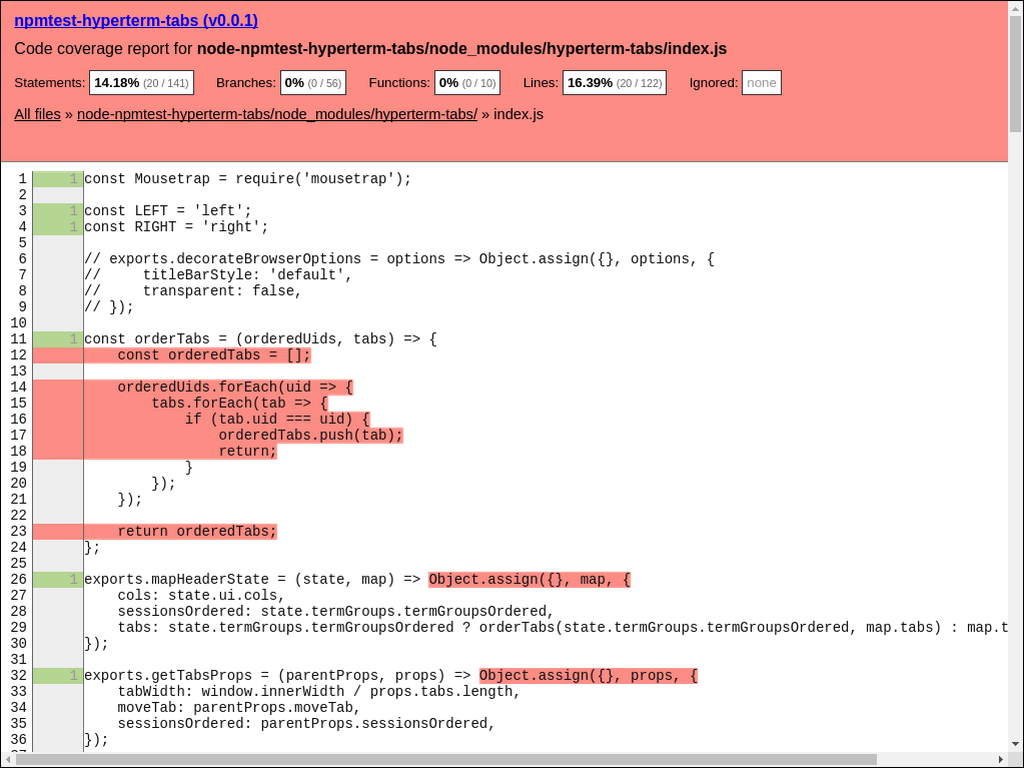 npmtest-hyperterm-tabs (v0.0.1)
Code coverage report for node-npmtest-hyperterm-tabs/node_modules/hyperterm-tabs/index.js
Statements: 14.18% (20 / 141) Branches: 0% (0 / 56) Functions: 0% (0 / 10) Lines: 16.39% (20 / 122) Ignored: none
All files » node-npmtest-hyperterm-tabs/node_modules/hyperterm-tabs/ » index.js
1 1 const Mousetrap = require('mousetrap');
2
3 1 const LEFT = 'left';
4 1 const RIGHT = 'right';
5
6 // exports.decorateBrowserOptions = options => Object.assign({}, options, {
7 //     titleBarStyle: 'default',
8 //     transparent: false,
9 // });
10
11 1 const orderTabs = (orderedUids, tabs) => {
12     const orderedTabs = [];
13
14     orderedUids.forEach(uid => {
15         tabs.forEach(tab => {
16             if (tab.uid === uid) {
17                 orderedTabs.push(tab);
18                 return;
19             }
20         });
21     });
22
23     return orderedTabs;
24 };
25
26 1 exports.mapHeaderState = (state, map) => Object.assign({}, map, {
27     cols: state.ui.cols,
28     sessionsOrdered: state.termGroups.termGroupsOrdered,
29     tabs: state.termGroups.termGroupsOrdered ? orderTabs(state.termGroups.termGroupsOrdered, map.tabs) : map.t
30 });
31
32 1 exports.getTabsProps = (parentProps, props) => Object.assign({}, props, {
33     tabWidth: window.innerWidth / props.tabs.length,
34     moveTab: parentProps.moveTab,
35     sessionsOrdered: parentProps.sessionsOrdered,
36 });